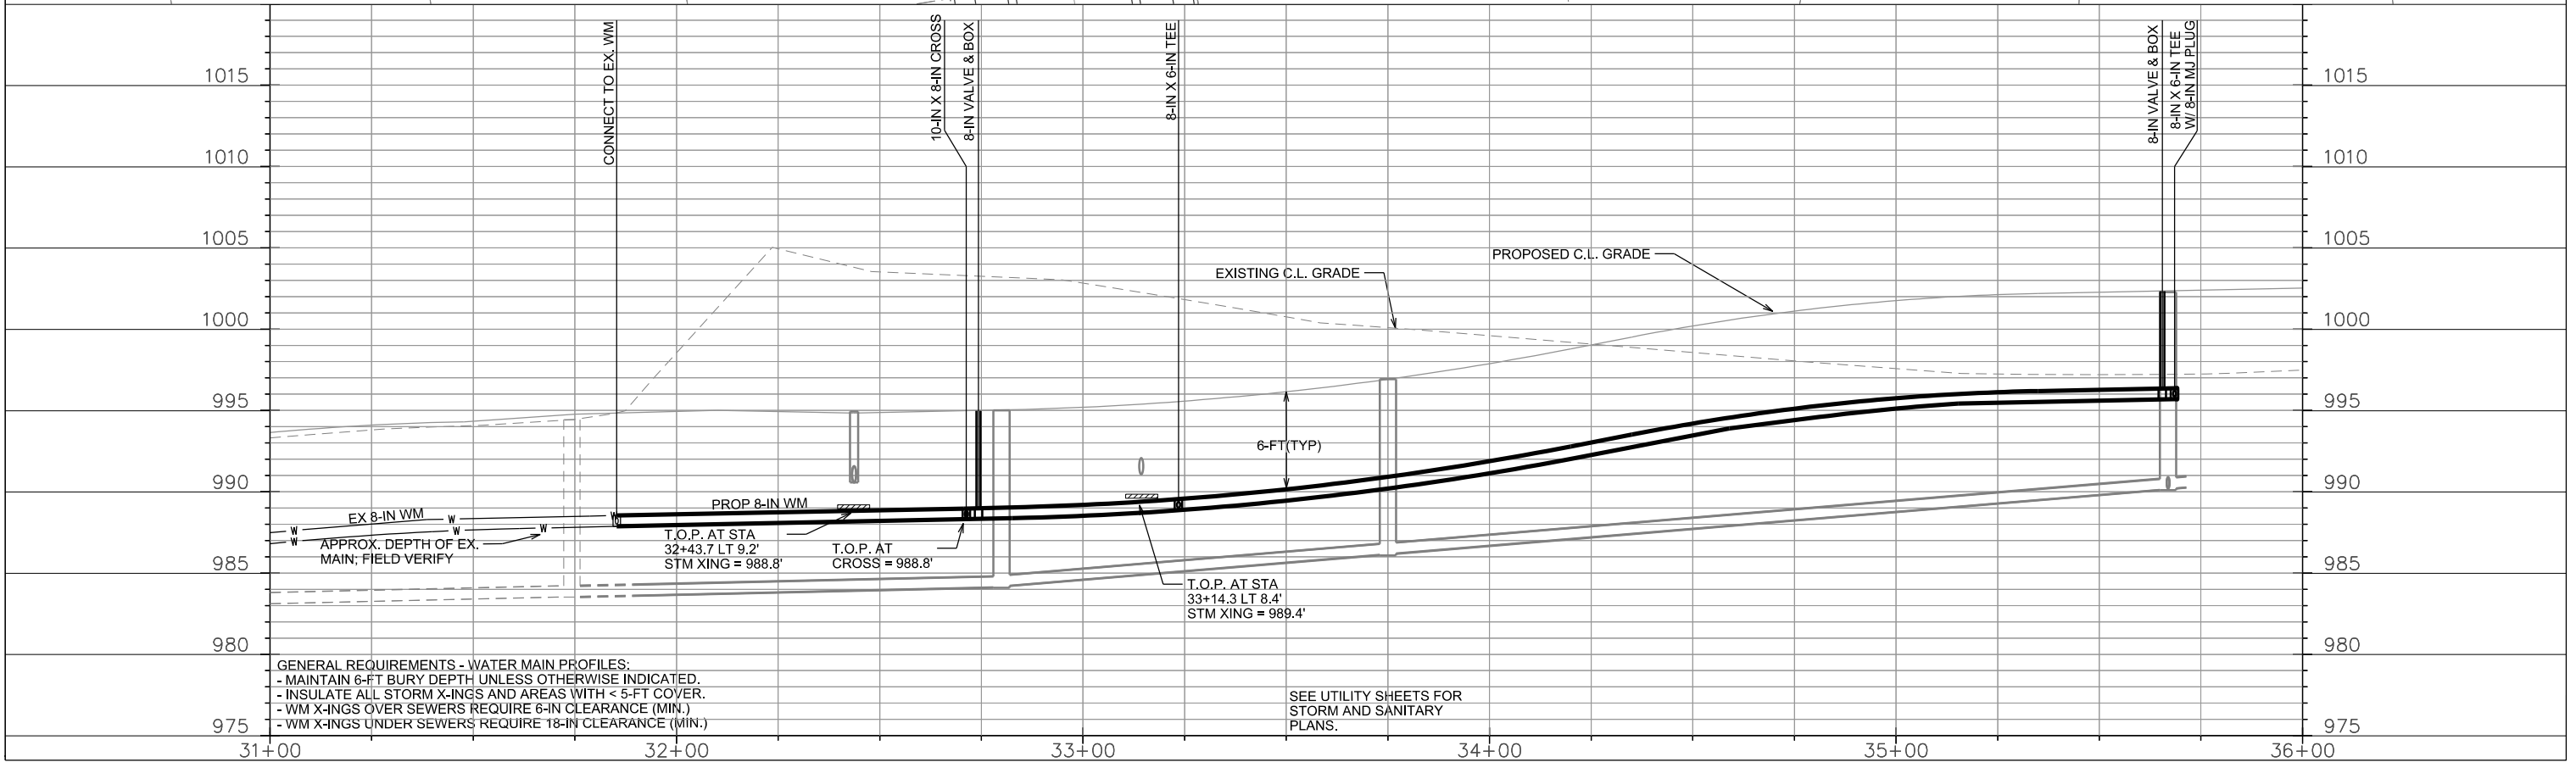 CONNECT TO EX. WM
10-IN X 8-IN CROSS
8-IN VALVE & BOX
8-IN X 6-IN TEE
8-IN VALVE & BOX
8-IN X 6-IN TEE
W/ 8-IN MJ PLUG
1015
1015
1010
1010
1005
1005
1000
1000
995
995
990
990
985
985
980
980
975
975
EXISTING C.L. GRADE
PROPOSED C.L. GRADE
6-FT(TYP)
PROP 8-IN WM
EX 8-IN WM
W
W
W
W
W
W
APPROX. DEPTH OF EX.
MAIN; FIELD VERIFY
T.O.P. AT STA
32+43.7 LT 9.2'
STM XING = 988.8'
T.O.P. AT
CROSS = 988.8'
T.O.P. AT STA
33+14.3 LT 8.4'
STM XING = 989.4'
GENERAL REQUIREMENTS - WATER MAIN PROFILES:
- MAINTAIN 6-FT BURY DEPTH UNLESS OTHERWISE INDICATED.
- INSULATE ALL STORM X-INGS AND AREAS WITH < 5-FT COVER.
- WM X-INGS OVER SEWERS REQUIRE 6-IN CLEARANCE (MIN.)
- WM X-INGS UNDER SEWERS REQUIRE 18-IN CLEARANCE (MIN.)
SEE UTILITY SHEETS FOR
STORM AND SANITARY
PLANS.
31+00
32+00
33+00
34+00
35+00
36+00